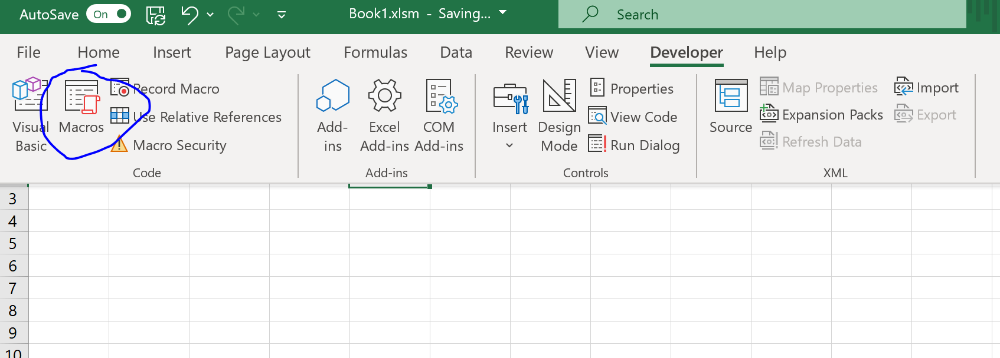 AutoSave On Book1.xlsm - Saving... Search
File Home Insert Page Layout Formulas Data Review View Developer Help
Visual Basic
Macros
Record Macro
Use Relative References
Macro Security
Code
Add-
ins
Excel
Add-ins
COM
Add-ins
Add-ins
Insert
Design
Mode
Properties
View Code
Run Dialog
Controls
Source
Map Properties
Expansion Packs
Refresh Data
Import
Export
XML
3
4
5
6
7
8
9
10